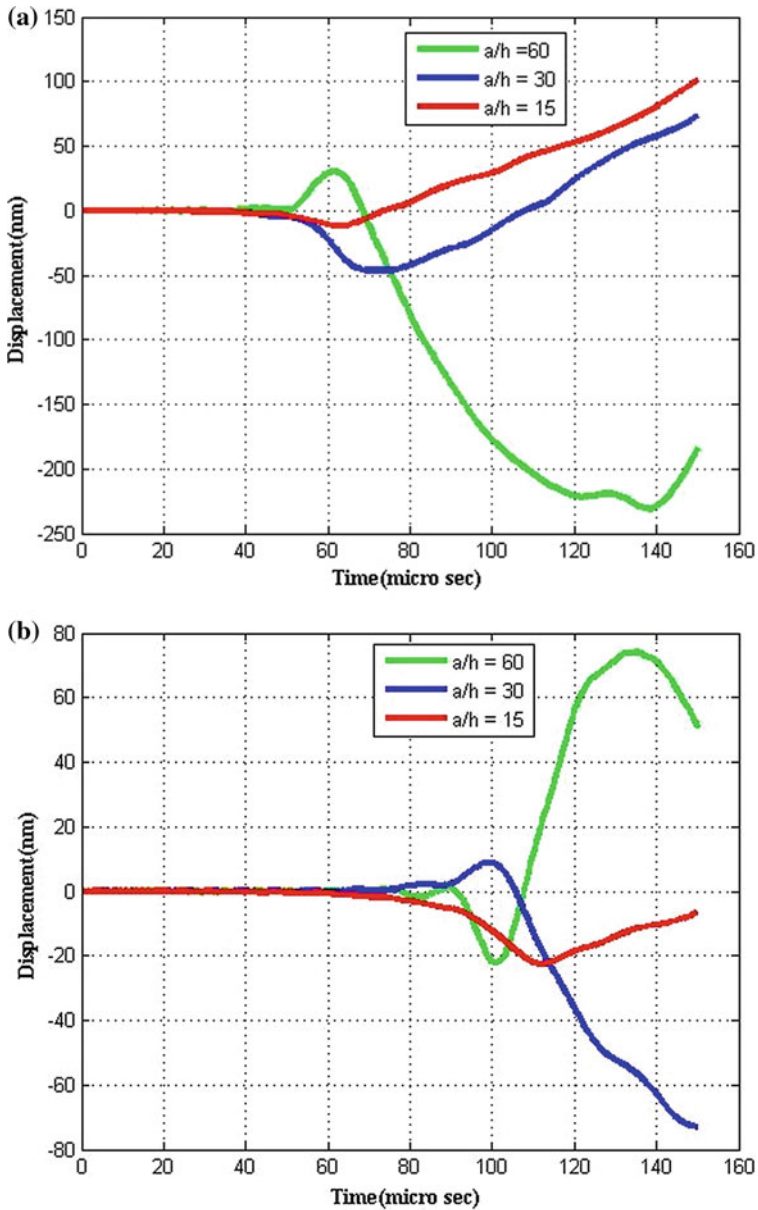 (a)
150
100
50
0
-50
-100
-150
-200
-250
Displacement(nm)
a/h =60
a/h = 30
a/h = 15
0 20 40 60 80 100 120 140 160
Time(micro sec)
(b)
80
60
40
20
0
-20
-40
-60
-80
Displacement(nm)
a/h = 60
a/h = 30
a/h = 15
0 20 40 60 80 100 120 140 160
Time(micro sec)